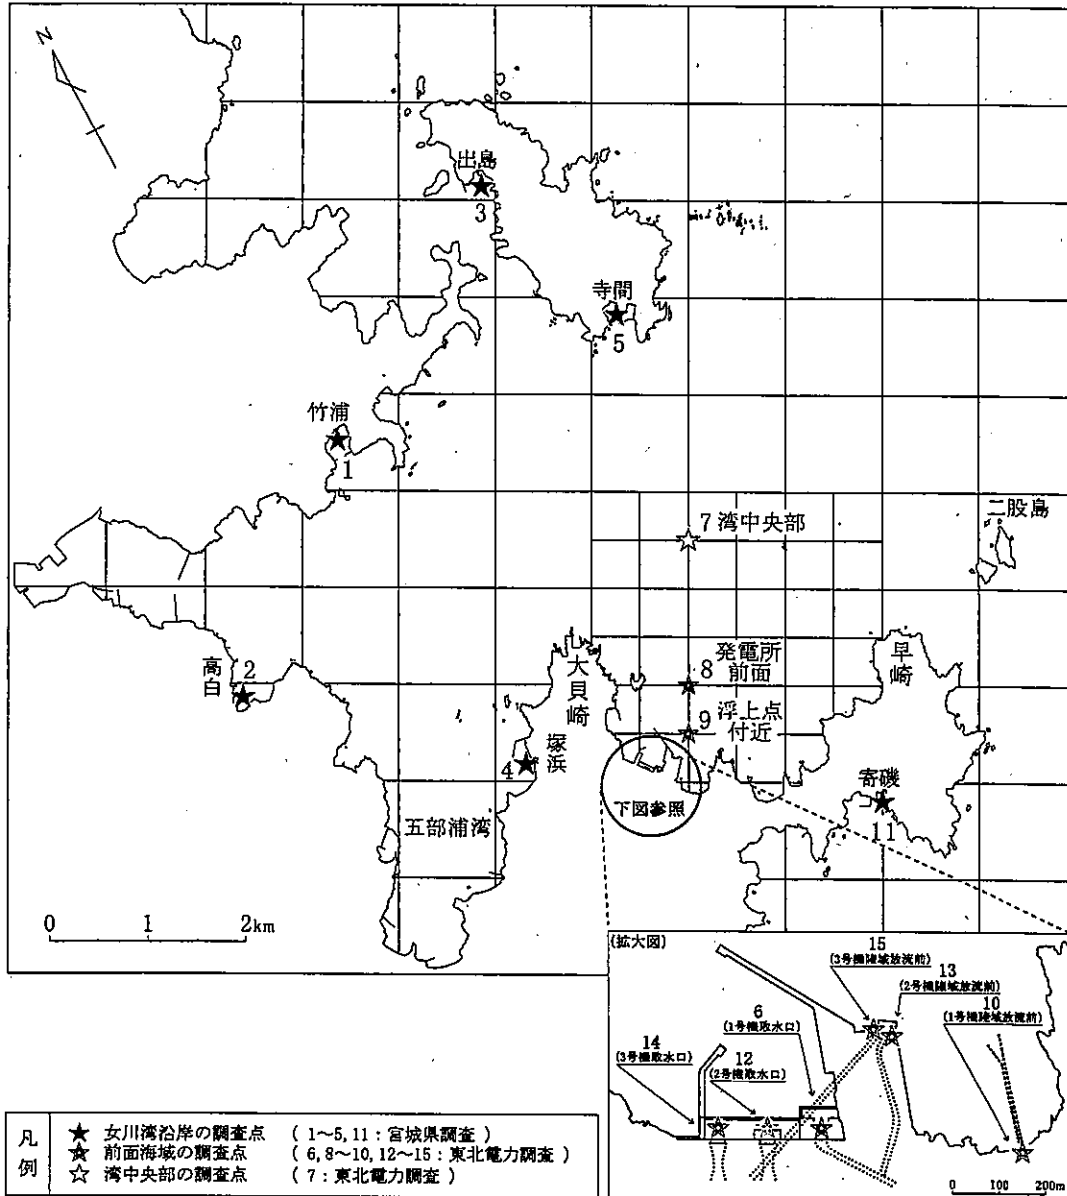 N
出島
3
寺間
5
竹浦
1
7 湾中央部
二股島
高白
2
大貝崎
8
発電所
前面
早崎
9
浮上点
付近
4
塚浜
寄磯
11
下図参照
五部浦湾
0 1 2km
(拡大図)
15
(3号機陸域放流前)
13
(2号機陸域放流前)
10
(1号機陸域放流前)
6
(1号機取水口)
14
(3号機取水口)
12
(2号機取水口)
0 100 200m
凡例
★ 女川湾沿岸の調査点 ( 1~5, 11 : 宮城県調査 )
前面海域の調査点 ( 6, 8~10, 12~15 : 東北電力調査 )
☆ 湾中央部の調査点 ( 7 : 東北電力調査 )